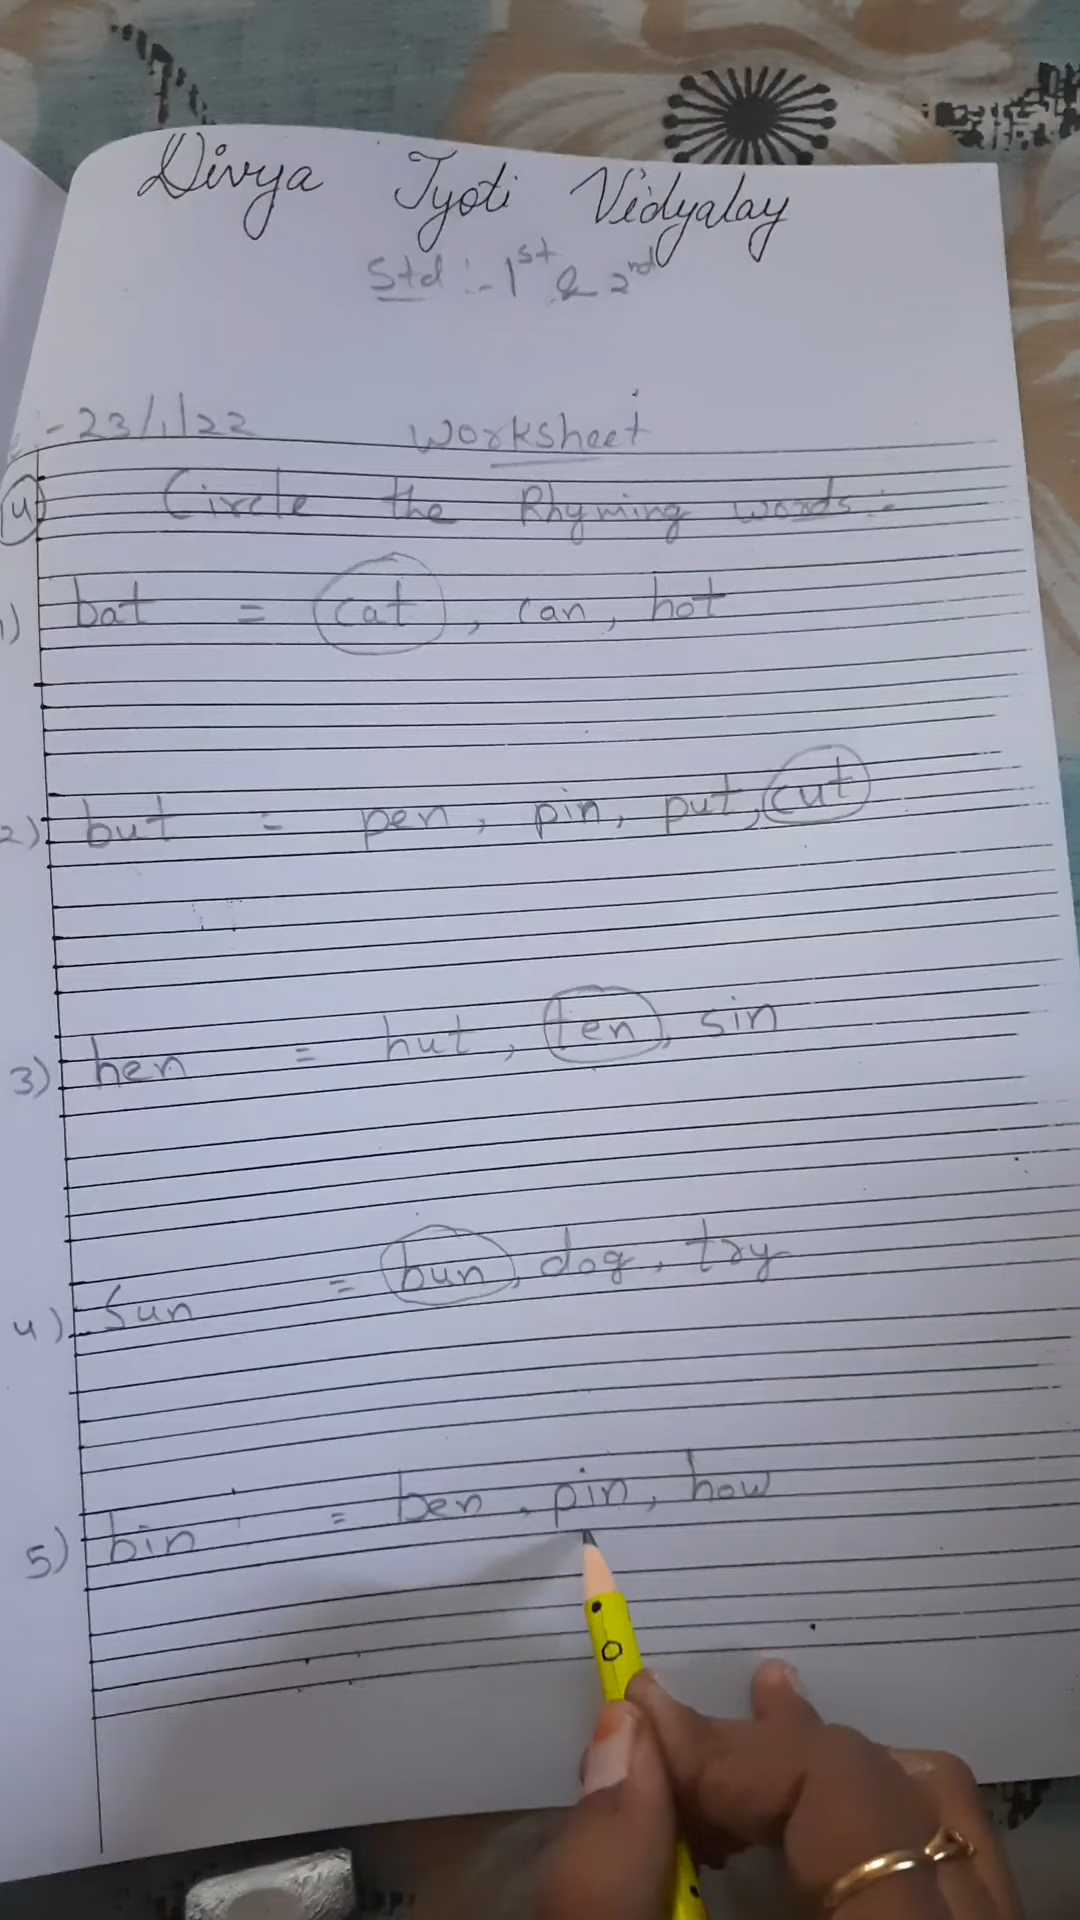 Divya Jyoti Vidyalay
Std :- 1st & 2nd
:- 23/1/22 Worksheet
4) Circle the Rhyming words :-
1) bat = cat, can, hot
2) but = pen, pin, put, cut
3) hen = hut, ten, sin
4) Sun = bun, dog, try
5) bin = ben, pin, how